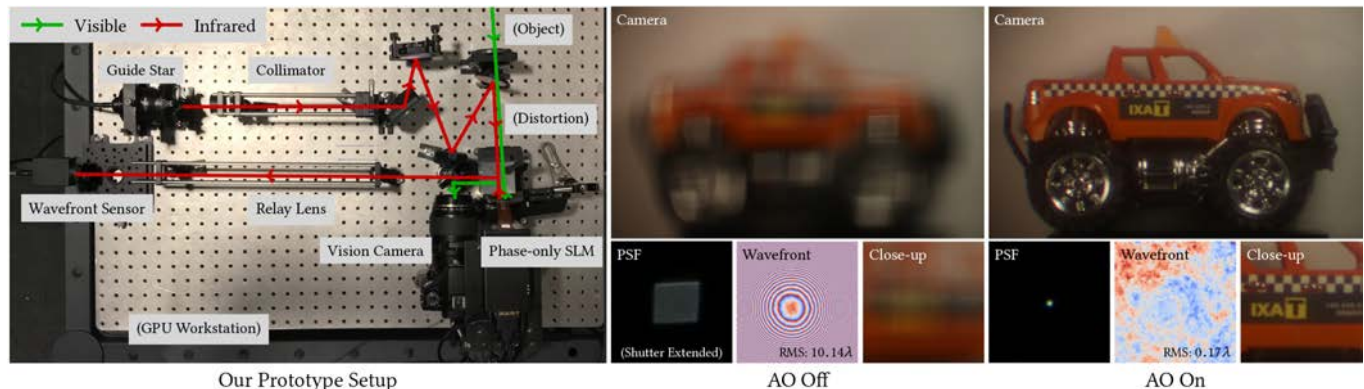 Visible
Infrared
(Object)
Guide Star
Collimator
(Distortion)
Wavefront Sensor
Relay Lens
Vision Camera
Phase-only SLM
(GPU Workstation)
Our Prototype Setup
Camera
PSF
(Shutter Extended)
Wavefront
RMS: 10.14λ
Close-up
AO Off
Camera
IXAT
PSF
Wavefront
RMS: 0.17λ
Close-up
IXAT
AO On